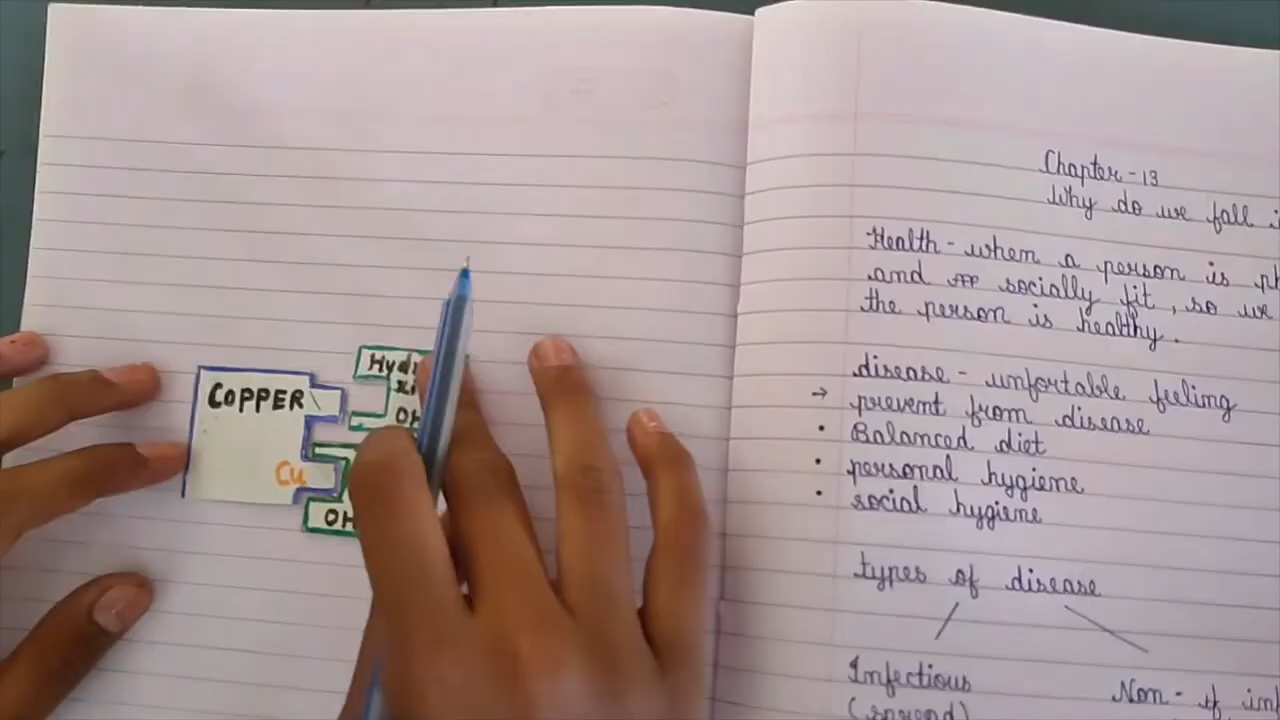 COPPER
Cu
OH
OH
Chapter-13
Why do we fall
Health - when a person is
and socially fit, so we
the person is healthy.
disease - unfortable feeling
→ prevent from disease
• Balanced diet
• personal hygiene
• social hygiene
types of disease
Infectious
Non-
(spread)